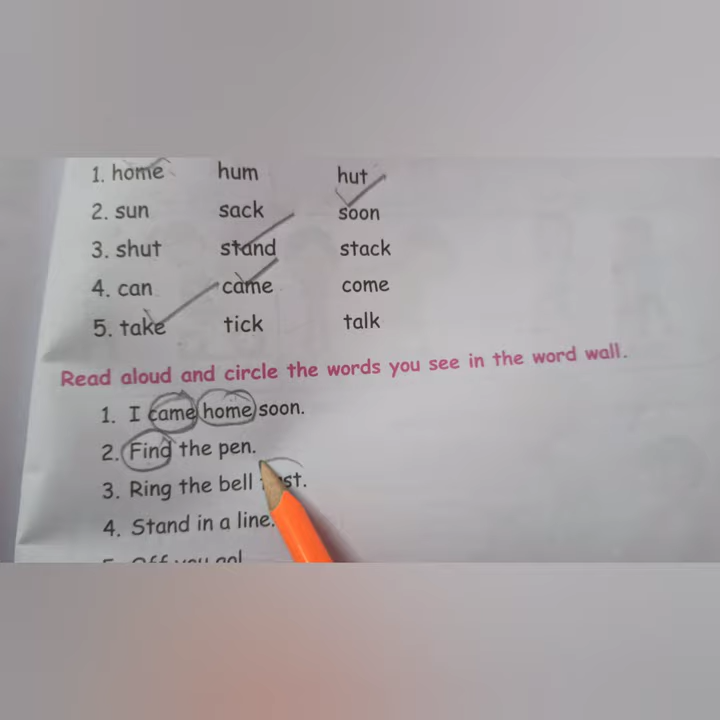 1. home hum hut
2. sun sack soon
3. shut stand stack
4. can came come
5. take tick talk
Read aloud and circle the words you see in the word wall.
1. I came home soon.
2. Find the pen.
3. Ring the bell
4. Stand in a line.
you go!